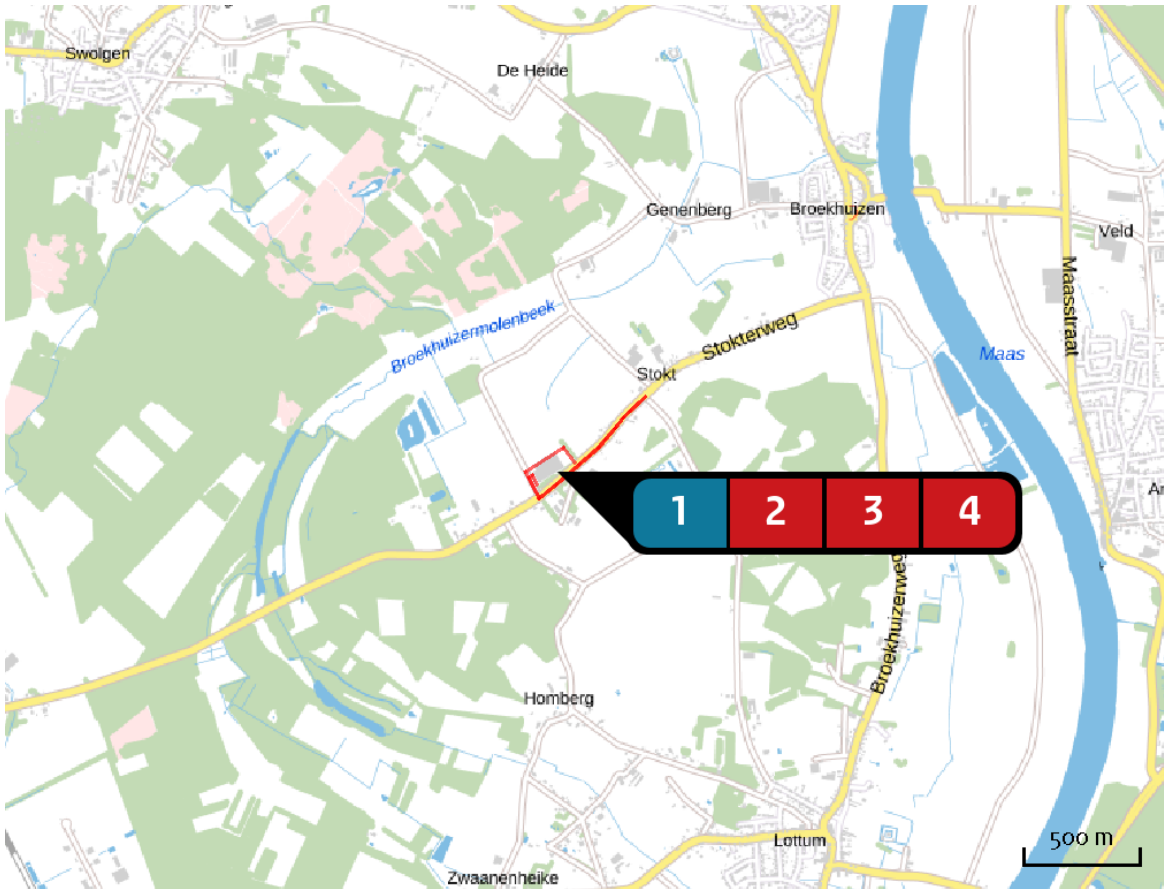 Swolgen
De Heide
Genenberg
Broekhuizen
Veld
Maasstraat
Broekhuizermolenbeek
Stokterweg
Maas
Stokt
1 2 3 4
Broekhuizerweg
Homberg
Lottum
500 m
Zwaanenheike